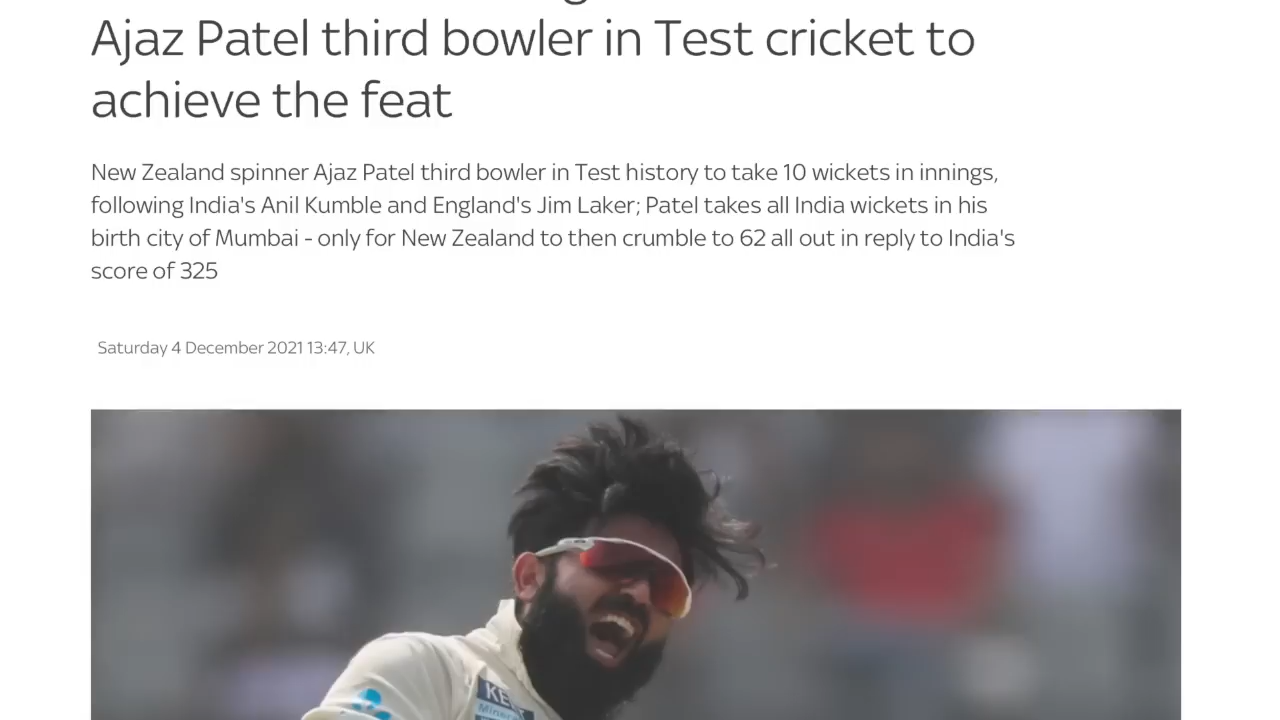 Ajaz Patel third bowler in Test cricket to
achieve the feat
New Zealand spinner Ajaz Patel third bowler in Test history to take 10 wickets in innings,
following India's Anil Kumble and England's Jim Laker; Patel takes all India wickets in his
birth city of Mumbai - only for New Zealand to then crumble to 62 all out in reply to India's
score of 325
Saturday 4 December 2021 13:47, UK